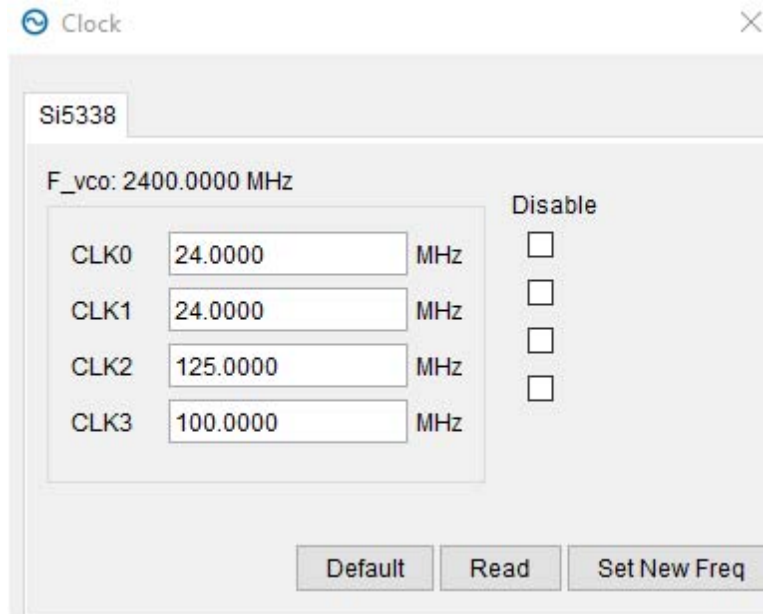 Clock
Si5338
F_vco: 2400.0000 MHz
Disable
CLK0 24.0000 MHz
CLK1 24.0000 MHz
CLK2 125.0000 MHz
CLK3 100.0000 MHz
Default Read Set New Freq